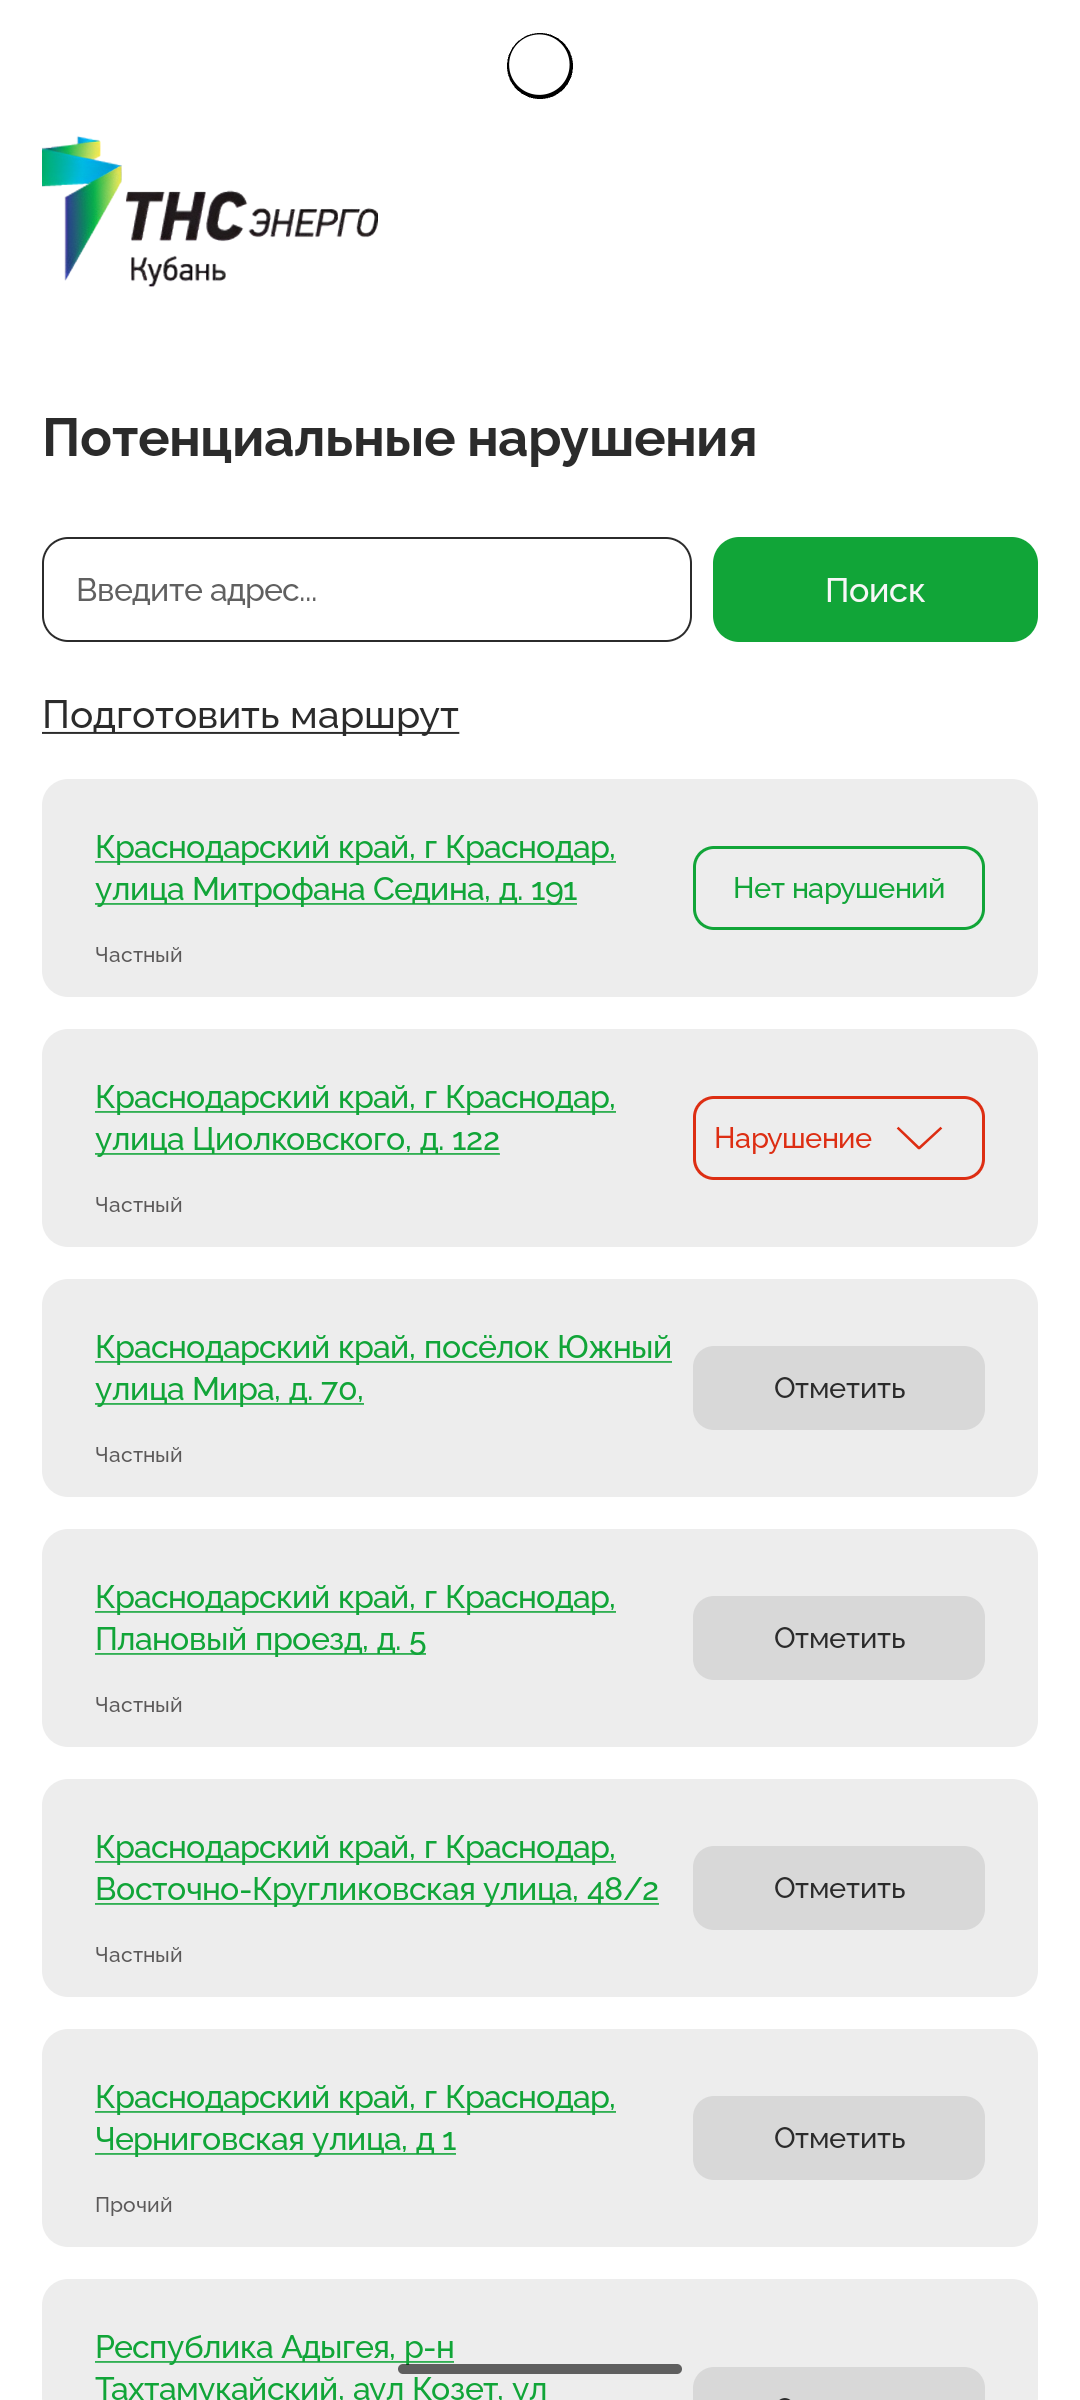 ТНС ЭНЕРГО
Кубань
Потенциальные нарушения
Введите адрес...
Поиск
Подготовить маршрут
Краснодарский край, г Краснодар,
улица Митрофана Седина, д. 191
Нет нарушений
Частный
Краснодарский край, г Краснодар,
улица Циолковского, д. 122
Нарушение
Частный
Краснодарский край, посёлок Южный
улица Мира, д. 70,
Отметить
Частный
Краснодарский край, г Краснодар,
Плановый проезд, д. 5
Отметить
Частный
Краснодарский край, г Краснодар,
Восточно-Кругликовская улица, 48/2
Отметить
Частный
Краснодарский край, г Краснодар,
Черниговская улица, д 1
Отметить
Прочий
Республика Адыгея, р-н
Тахтамукайский, аул Козет, ул